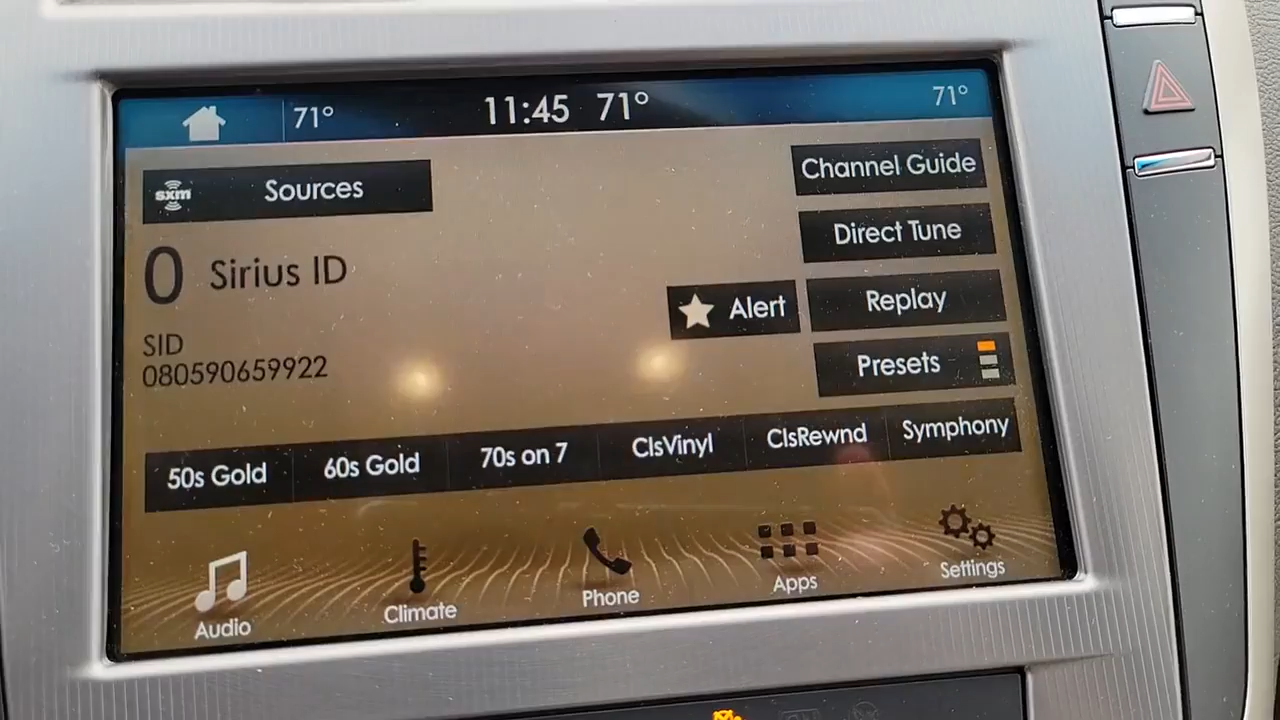 71° 11:45 71° 71°
sxm Sources
Channel Guide
Direct Tune
0 Sirius ID
Alert
Replay
SID
080590659922
Presets
50s Gold 60s Gold 70s on 7 ClsVinyl ClsRewnd Symphony
Audio Climate Phone Apps Settings